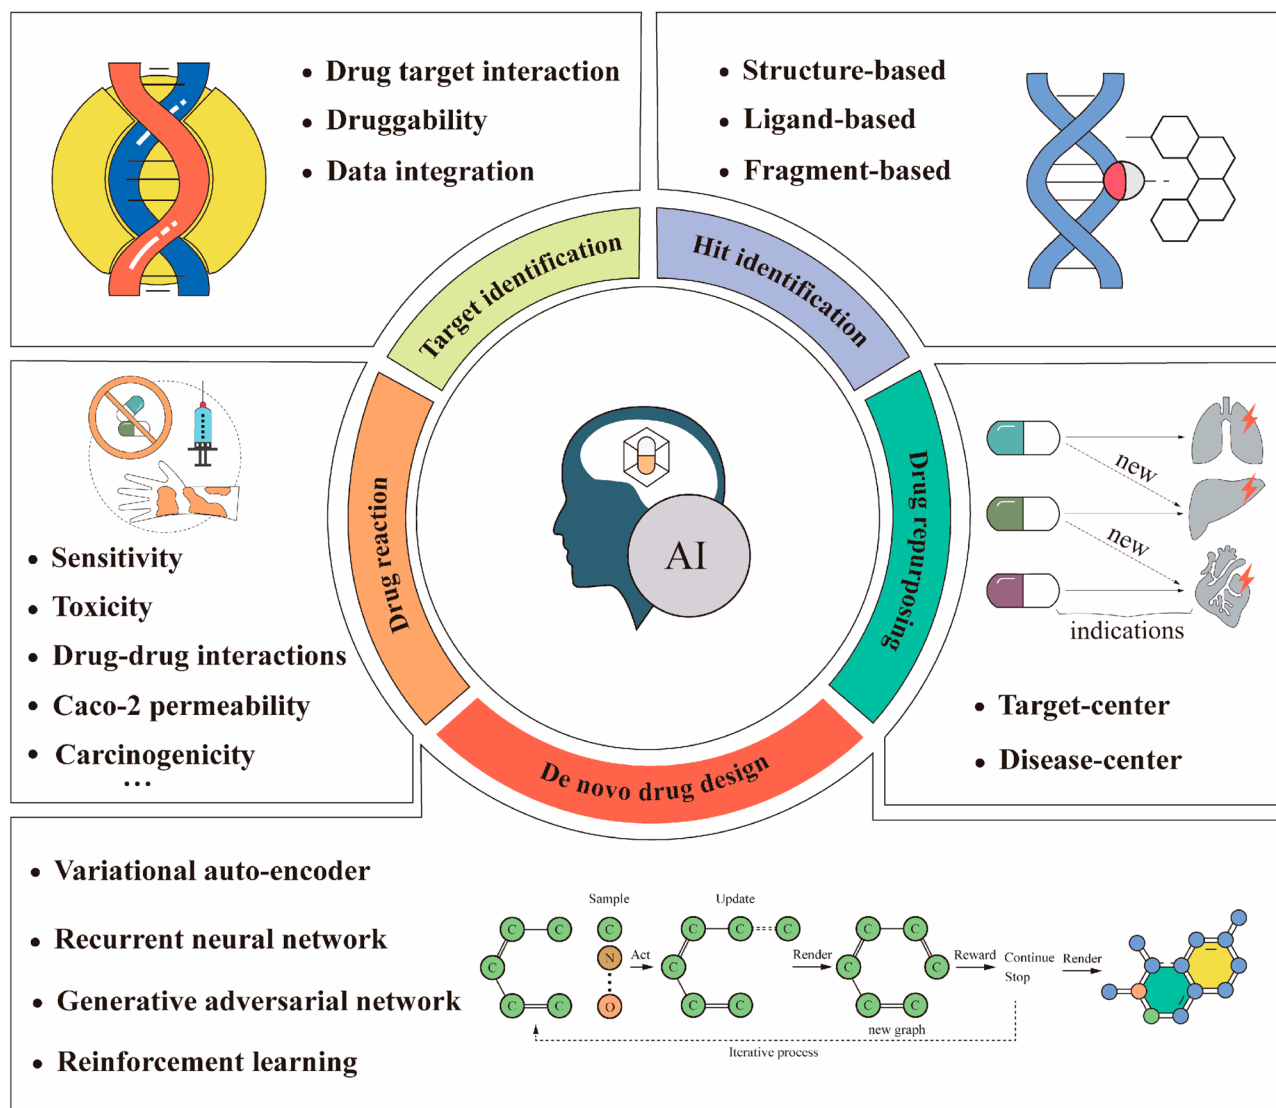 • Drug target interaction
• Druggability
• Data integration
• Structure-based
• Ligand-based
• Fragment-based
Target identification
Hit identification
Drug reaction
Drug repurposing
De novo drug design
AI
• Sensitivity
• Toxicity
• Drug-drug interactions
• Caco-2 permeability
• Carcinogenicity
...
new
new
indications
• Target-center
• Disease-center
• Variational auto-encoder
• Recurrent neural network
• Generative adversarial network
• Reinforcement learning
Sample
Update
C C C C C
C N O
Act
C C C C C C C
Render
C C C C C C C
new graph
Reward
Continue
Stop
Render
Iterative process